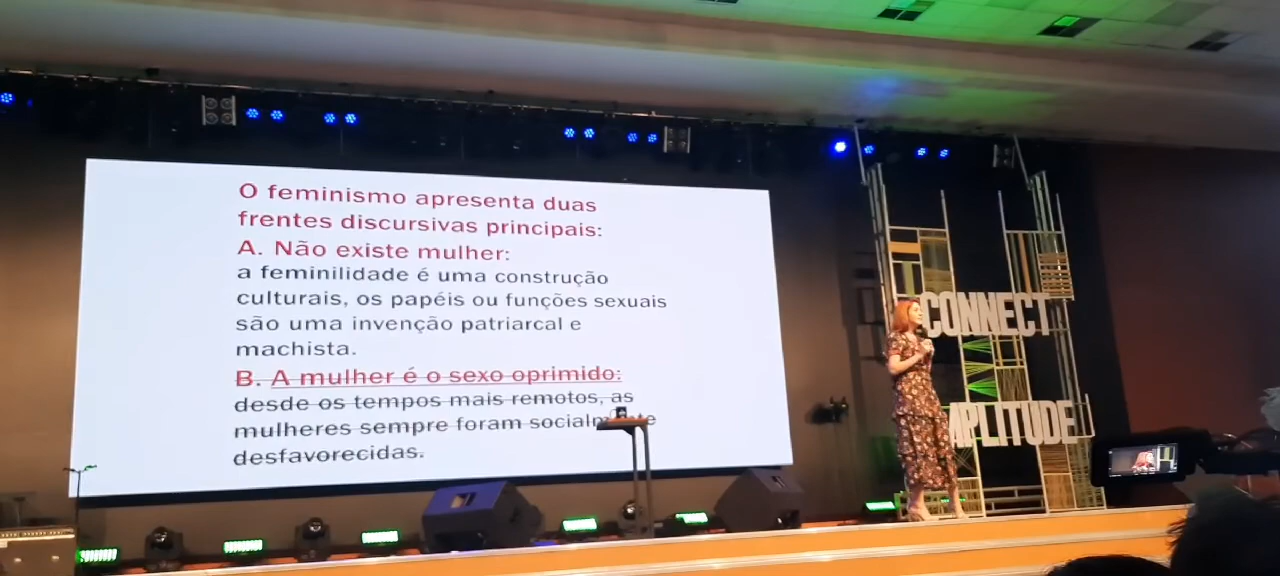 O feminismo apresenta duas
frentes discursivas principais:
A. Não existe mulher:
a feminilidade é uma construção
culturais, os papéis ou funções sexuais
são uma invenção patriarcal e
machista.
B. A mulher é o sexo oprimido:
desde os tempos mais remotos, as
mulheres sempre foram
desfavorecidas.
CONNECT
APLITUDE